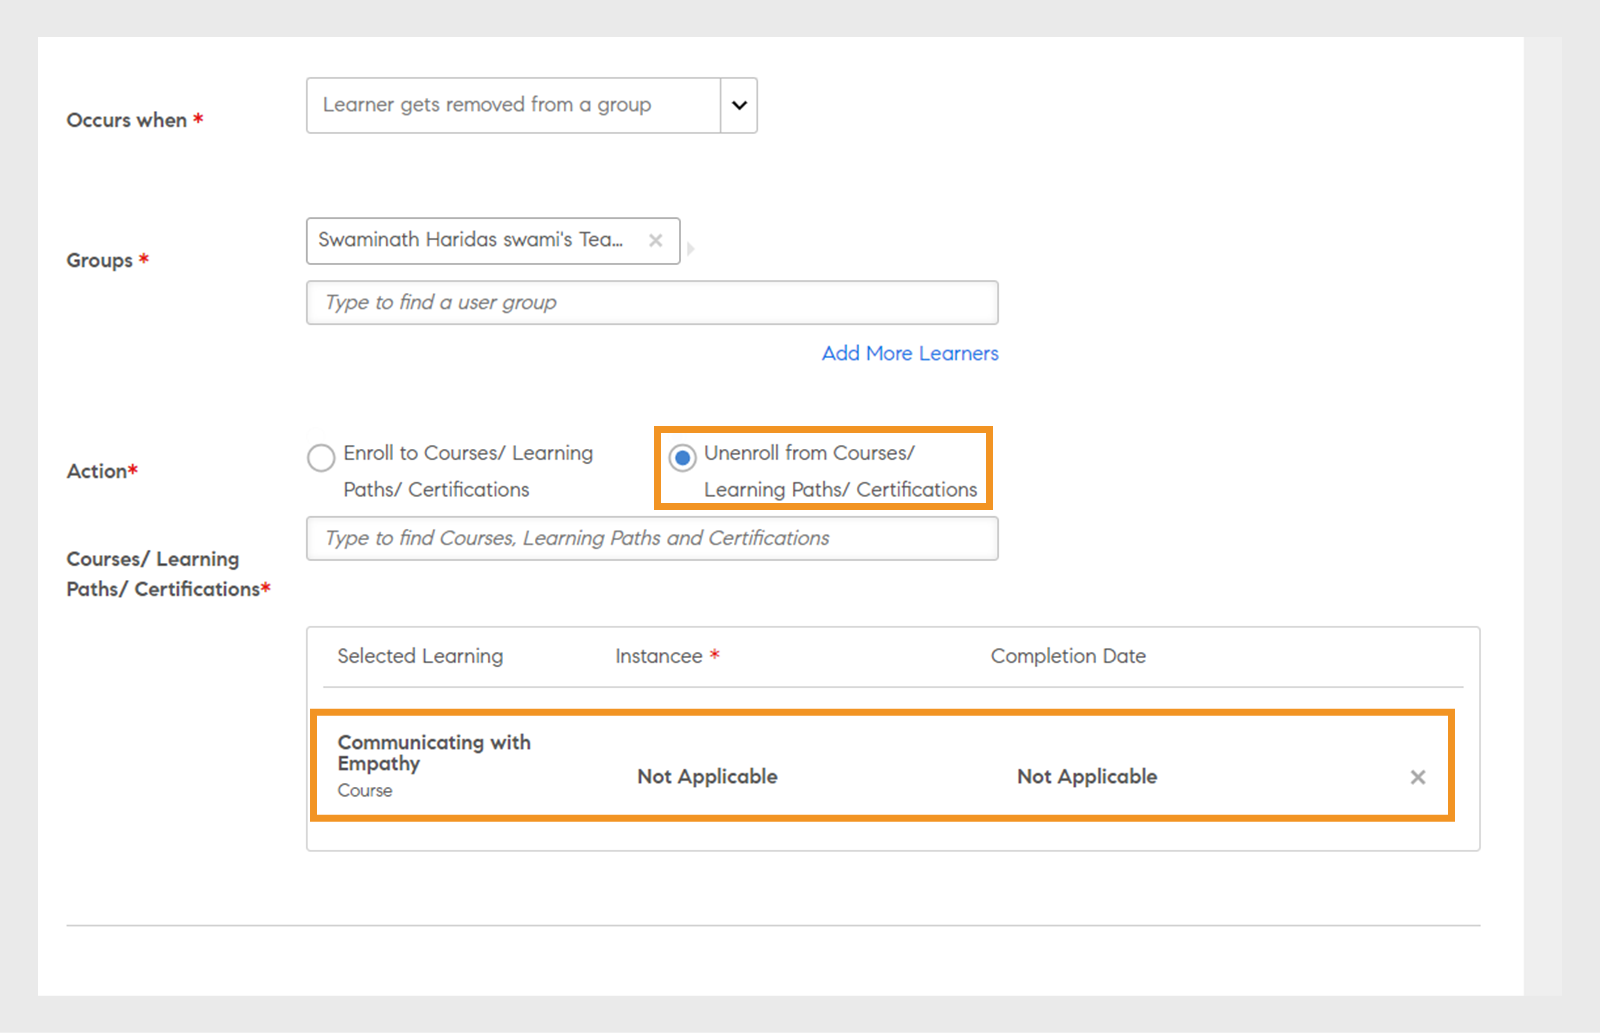 Occurs when *
Learner gets removed from a group
Groups *
Swaminath Haridas swami's Tea...
Type to find a user group
Add More Learners
Action*
Enroll to Courses/ Learning
Paths/ Certifications
Unenroll from Courses/
Learning Paths/ Certifications
Courses/ Learning
Paths/ Certifications*
Type to find Courses, Learning Paths and Certifications
Selected Learning
Instancee *
Completion Date
Communicating with
Empathy
Course
Not Applicable
Not Applicable